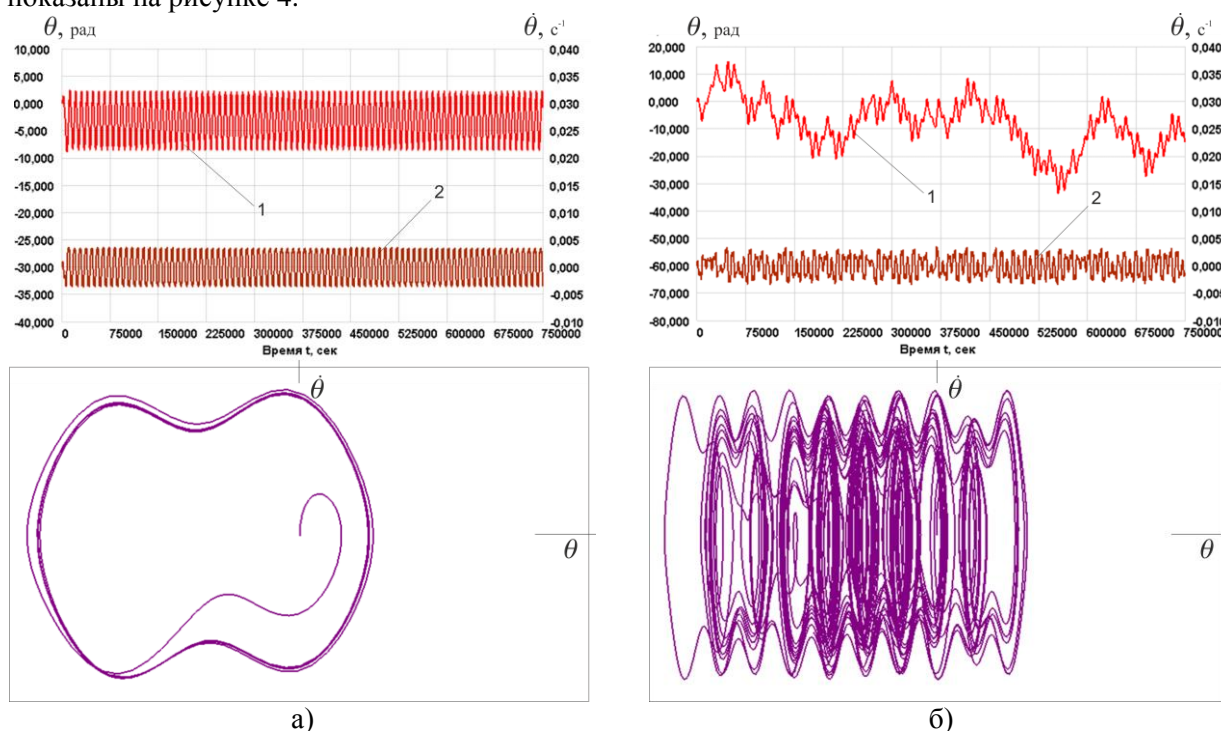 показаны на рисунке 4.
θ, рад θ̇, с⁻¹ θ, рад θ̇, с⁻¹
10,000 0,040 20,000 0,040
5,000 0,035 10,000 0,035
0,000 0,030 0,000 0,030
-5,000 0,025 -10,000 0,025
-10,000 0,020 -20,000 0,020
-15,000 0,015 -30,000 0,015
1 2 1 2
-20,000 0,010 -40,000 0,010
-25,000 0,005 -50,000 0,005
-30,000 0,000 -60,000 0,000
-35,000 -0,005 -70,000 -0,005
-40,000 -0,010 -80,000 -0,010
0 75000 150000 225000 300000 375000 450000 525000 600000 675000 750000 0 75000 150000 225000 300000 375000 450000 525000 600000 675000 750000
Время t, сек Время t, сек
θ̇ θ̇
θ θ
а) б)